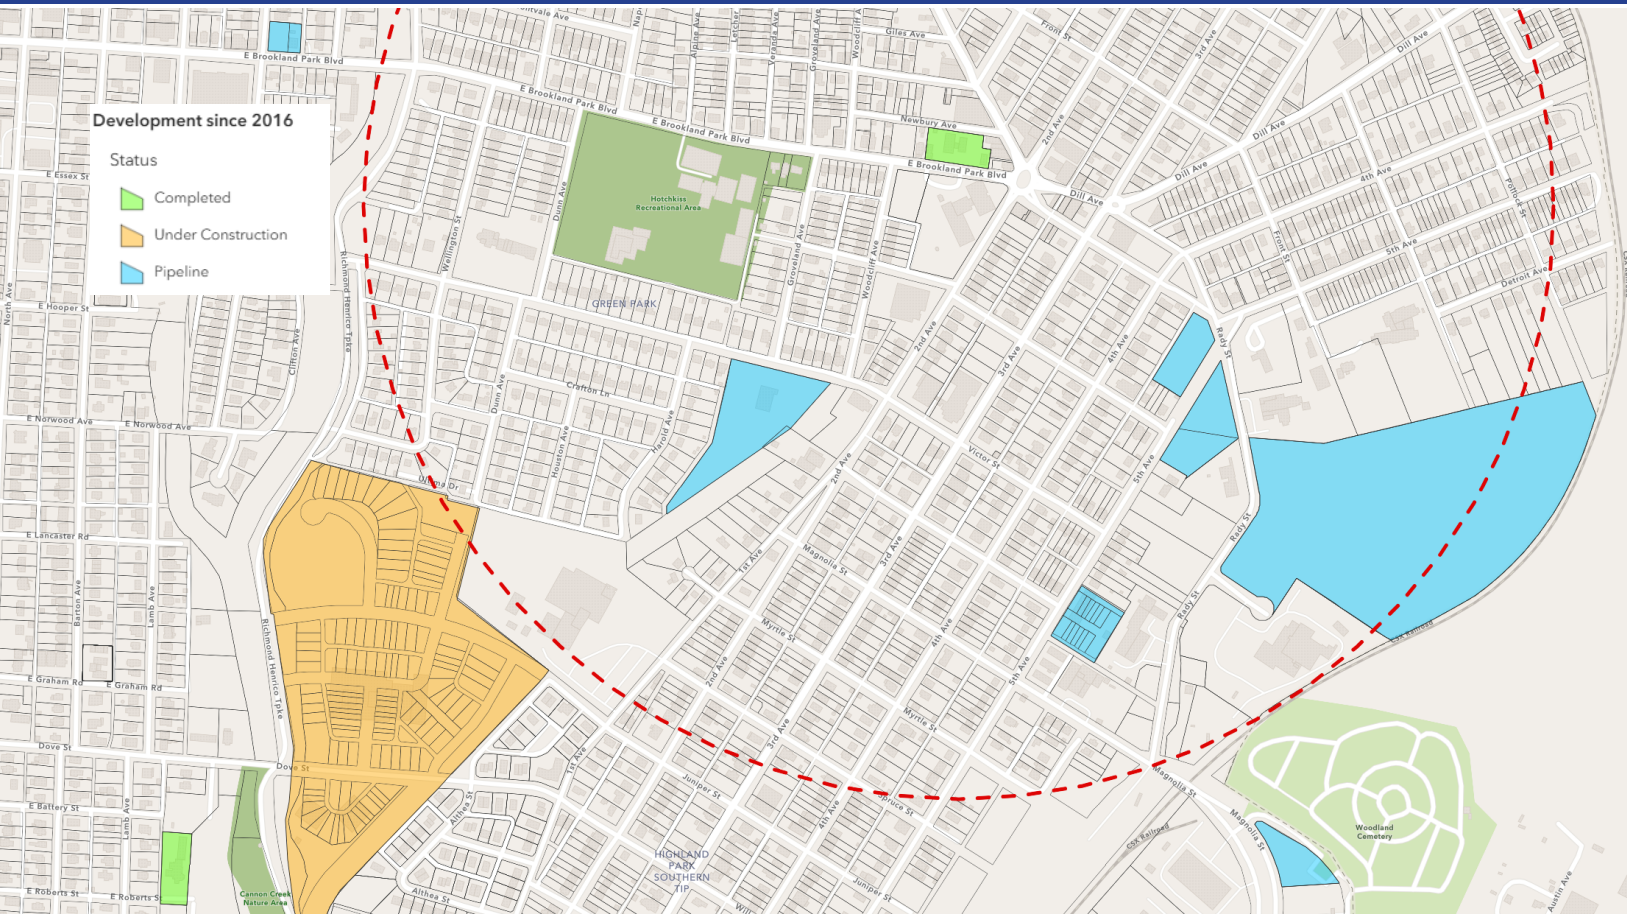 Giles Ave
Front St
3rd Ave
Dill Ave
E Brookland Park Blvd
E Brookland Park Blvd
Development since 2016
Newbury Ave
2nd Ave
Dill Ave
E Brookland Park Blvd
Status
E Brookland Park Blvd
Dill Ave
4th Ave
E Essex St
Completed
Dunn Ave
Hotchkiss
Recreational Area
Dill Ave
Potluck St
Under Construction
Wellington St
Groveland Ave
Woodcliff Ave
Front St
5th Ave
Pipeline
Richmond Henrico Tpke
Detroit Ave
North Ave
E Hooper St
GREEN PARK
Clifton Ave
2nd Ave
3rd Ave
4th Ave
Rady St
Dunn Ave
Crafton Ln
E Norwood Ave
E Norwood Ave
Harold Ave
Houston Ave
Victor St
2nd Ave
5th Ave
E Lancaster Rd
Rady St
1st Ave
Magnolia St
3rd Ave
Barton Ave
Lamb Ave
Rady St
Myrtle St
4th Ave
CSX Railroad
Richmond Henrico Tpke
2nd Ave
5th Ave
E Graham Rd
E Graham Rd
Myrtle St
3rd Ave
Dove St
1st Ave
Dove St
Juniper St
Magnolia St
E Battery St
Lamb Ave
Althea St
4th Ave
Spruce St
Magnolia St
CSX Railroad
Woodland
Cemetery
HIGHLAND
PARK
SOUTHERN
TIP
E Roberts St
E Roberts St
Cannon Creek
Nature Area
Althea St
Juniper St
Austin Ave